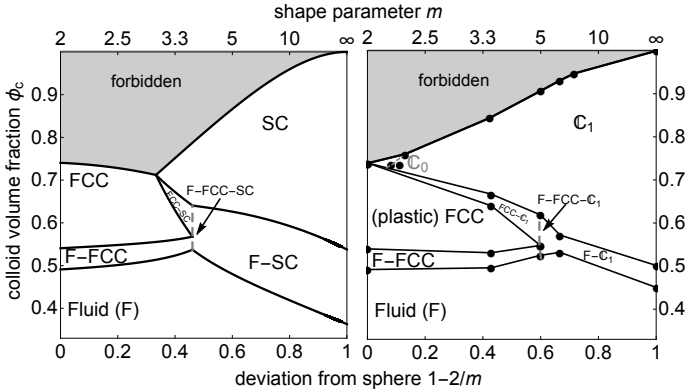 shape parameter m
2 2.5 3.3 5 10 ∞
2 2.5 3.3 5 10 ∞
forbidden
SC
FCC
FCC-SC
F-FCC-SC
F-FCC
F-SC
Fluid (F)
0.9
0.8
0.7
0.6
0.5
0.4
colloid volume fraction ϕc
0 0.2 0.4 0.6 0.8 1
forbidden
ℂ1
ℂ0
(plastic) FCC
FCC-ℂ1
F-FCC-ℂ1
F-FCC
F-ℂ1
Fluid (F)
0.9
0.8
0.7
0.6
0.5
0.4
0 0.2 0.4 0.6 0.8 1
deviation from sphere 1−2/m